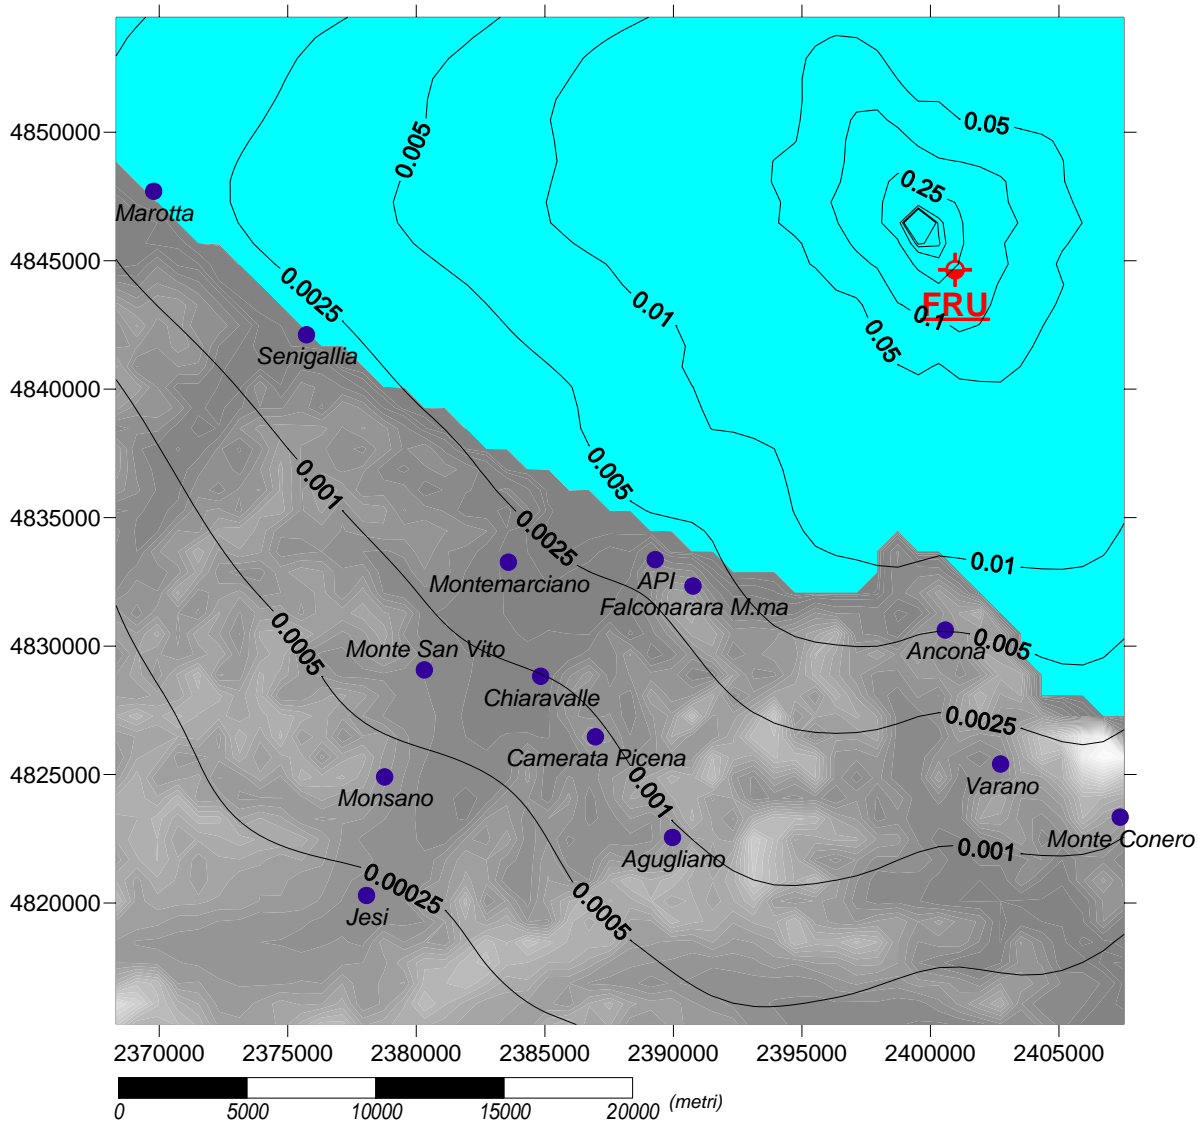 4850000
4845000
4840000
4835000
4830000
4825000
4820000
0.05
0.005
0.25
Marotta
0.0025
0.01
FRU
0.1
0.05
Senigallia
0.005
0.001
0.0025
0.01
API
Montemarciano
Falconarara M.ma
0.0005
Monte San Vito
Ancona
0.005
Chiaravalle
0.0025
Camerata Picena
0.001
Varano
Monsano
Monte Conero
0.001
Agugliano
0.00025
0.0005
Jesi
2370000 2375000 2380000 2385000 2390000 2395000 2400000 2405000
0 5000 10000 15000 20000 (metri)